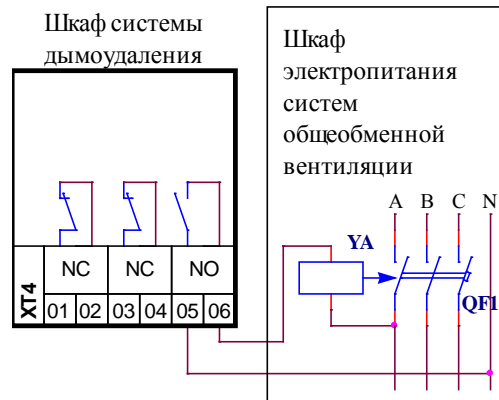 Шкаф системы
дымоудаления
Шкаф
электропитания
систем
общеобменной
вентиляции
A B C N
YA
QF1
XT4
NC NC NO
01 02 03 04 05 06